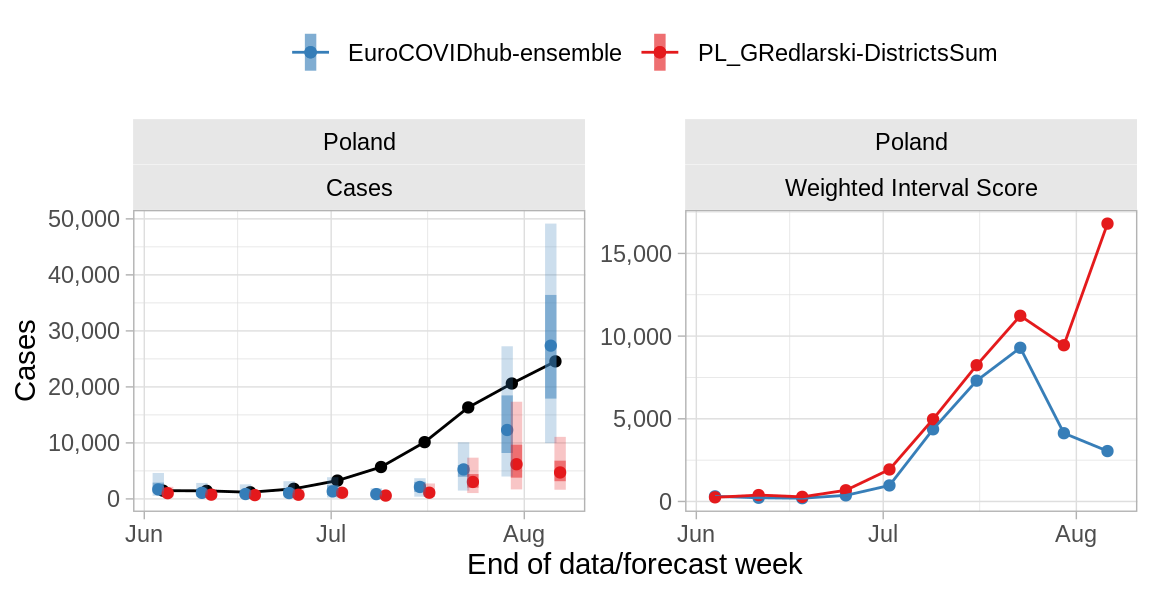 EuroCOVIDhub-ensemble PL_GRedlarski-DistrictsSum
Poland
Cases
50,000
40,000
30,000
20,000
10,000
0
Cases
Jun Jul Aug
Poland
Weighted Interval Score
15,000
10,000
5,000
0
Jun Jul Aug
End of data/forecast week